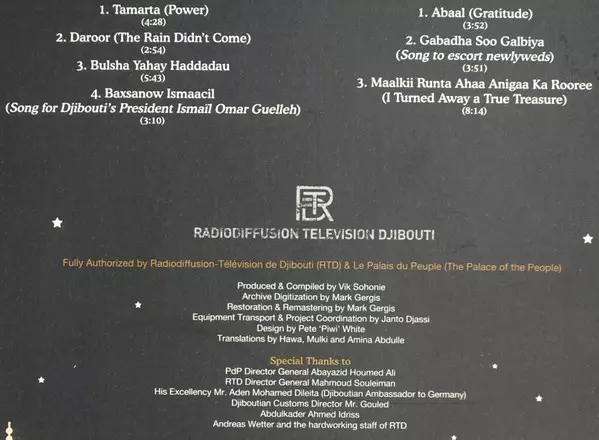 1. Tamarta (Power)
(4:28)
2. Daroor (The Rain Didn't Come)
(2:54)
3. Bulsha Yahay Haddadau
(5:43)
4. Baxsanow Ismaacil
(Song for Djibouti's President Ismaïl Omar Guelleh)
(3:10)
1. Abaal (Gratitude)
(3:52)
2. Gabadha Soo Galbiya
(Song to escort newlyweds)
(3:51)
3. Maalkii Runta Ahaa Anigaa Ka Rooree
(I Turned Away a True Treasure)
(8:14)
RTD
RADIODIFFUSION TELEVISION DJIBOUTI
Fully Authorized by Radiodiffusion-Télévision de Djibouti (RTD) & Le Palais du Peuple (The Palace of the People)
Produced & Compiled by Vik Sohonie
Archive Digitization by Mark Gergis
Restoration & Remastering by Mark Gergis
Equipment Transport & Project Coordination by Janto Djassi
Design by Pete 'Piwi' White
Translations by Hawa, Mulki and Amina Abdulle
Special Thanks to
PdP Director General Abayazid Houmed Ali
RTD Director General Mahmoud Souleiman
His Excellency Mr. Aden Mohamed Dileita (Djiboutian Ambassador to Germany)
Djiboutian Customs Director Mr. Gouled
Abdulkader Ahmed Idriss
Andreas Wetter and the hardworking staff of RTD